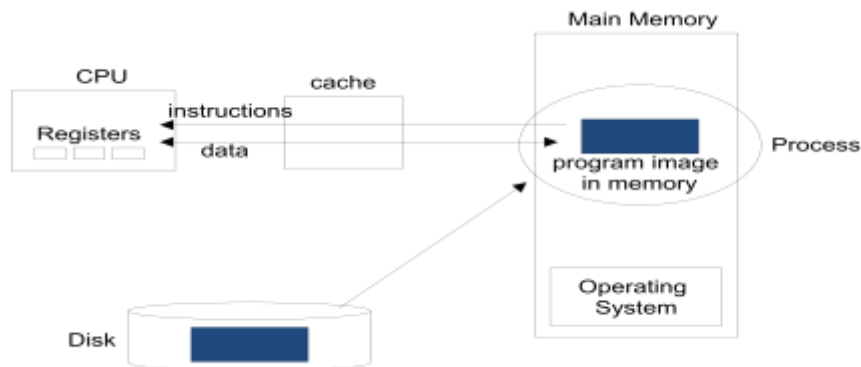 Main Memory
CPU
cache
instructions
Registers
data
program image
in memory
Process
Operating
System
Disk